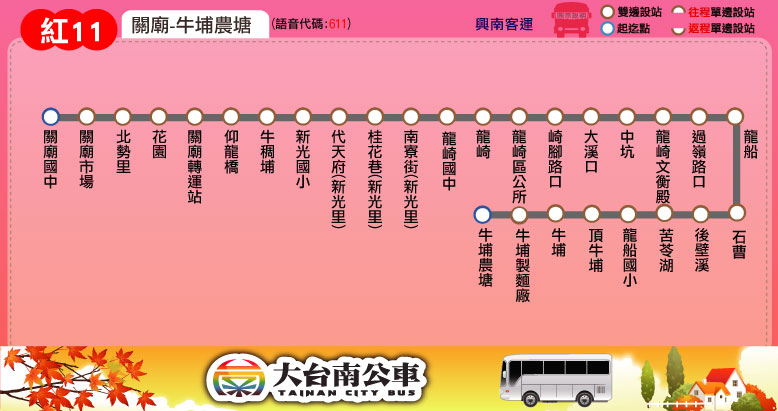 紅11
關廟-牛埔農塘
(語音代碼:611)
興南客運
雙邊設站
往程單邊設站
起迄點
返程單邊設站
關廟國中
關廟市場
北勢里
花園
關廟轉運站
仰龍橋
牛稠埔
新光國小
代天府(新光里)
桂花巷(新光里)
南寮街(新光里)
龍崎國中
龍崎
龍崎區公所
崎腳路口
大溪口
中坑
龍崎文衡殿
過嶺路口
龍船
石曹
後壁溪
苦苓湖
龍船國小
頂牛埔
牛埔
牛埔製麵廠
牛埔農塘
大台南公車
TAINAN CITY BUS